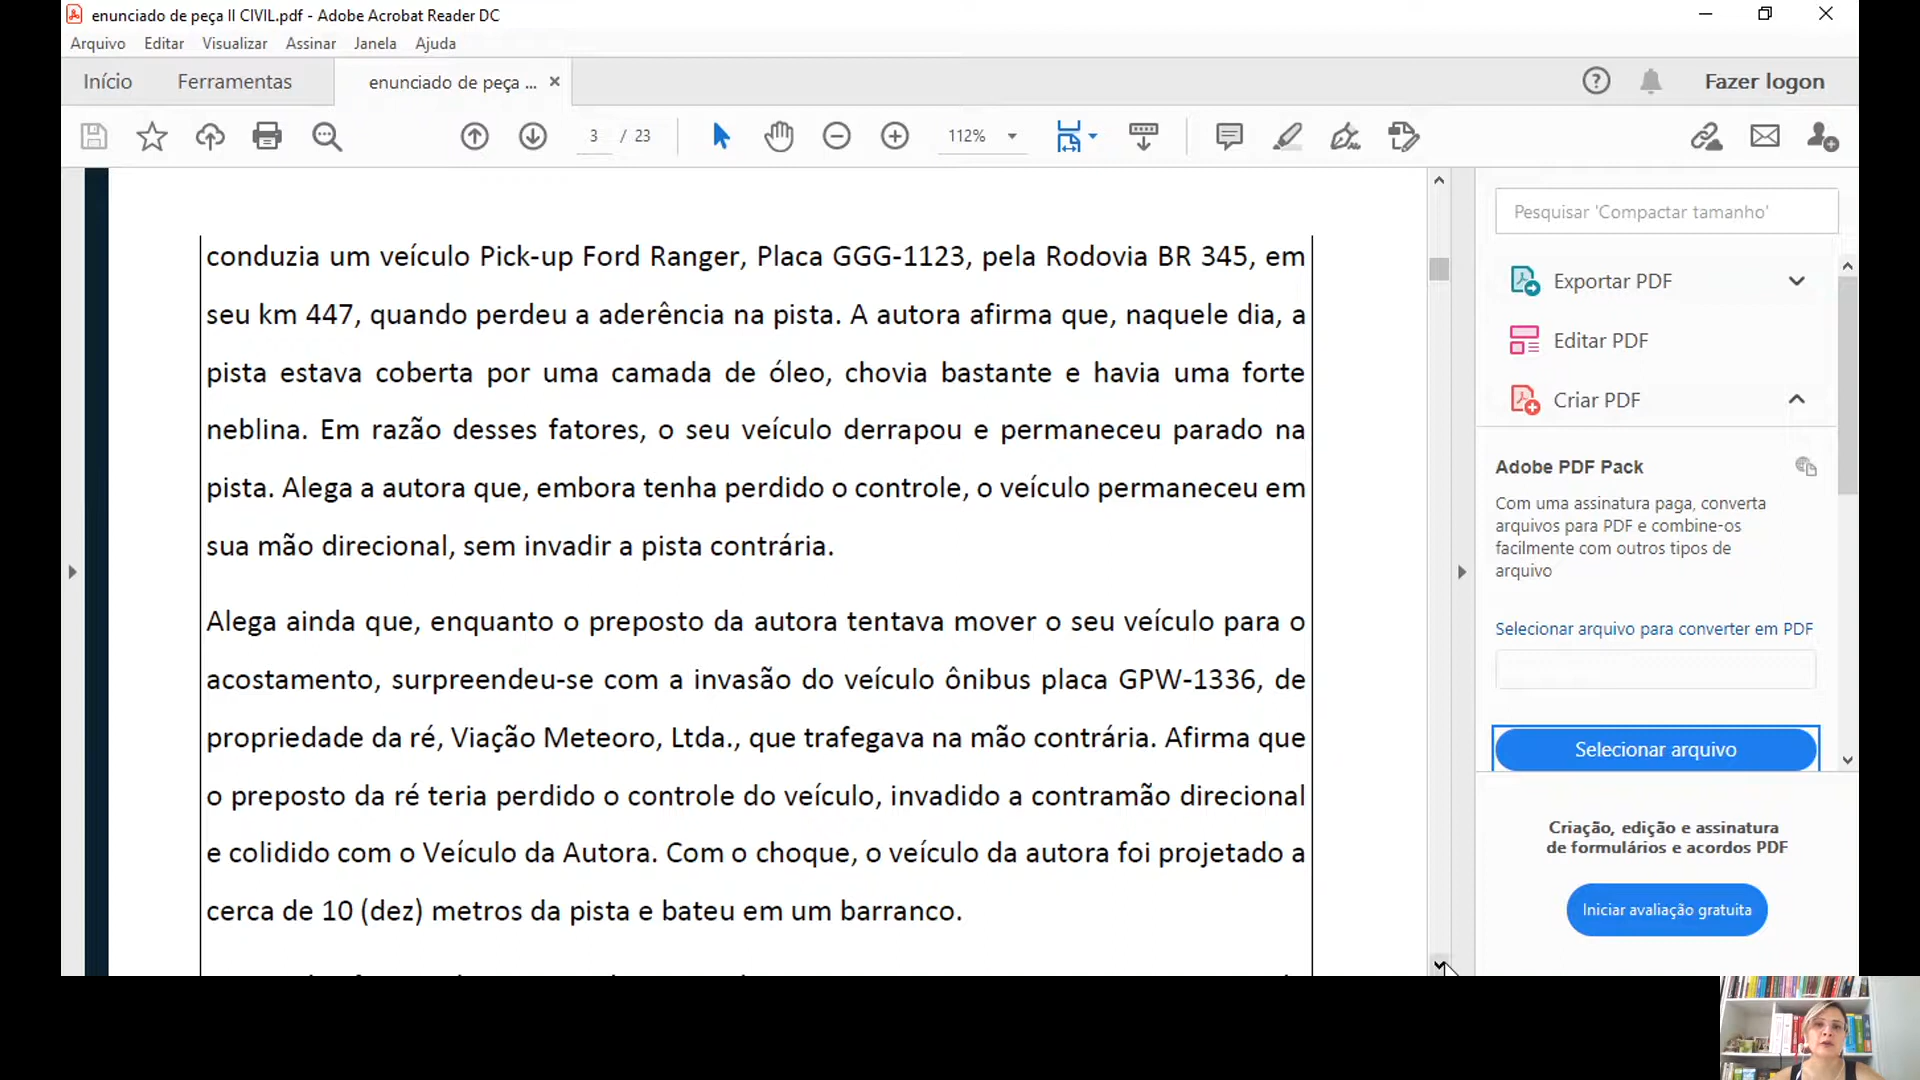 enunciado de peça II CIVIL.pdf - Adobe Acrobat Reader DC
Arquivo Editar Visualizar Assinar Janela Ajuda
Início Ferramentas enunciado de peça ... × Fazer logon
3 / 23 112%
conduzia um veículo Pick-up Ford Ranger, Placa GGG-1123, pela Rodovia BR 345, em
seu km 447, quando perdeu a aderência na pista. A autora afirma que, naquele dia, a
pista estava coberta por uma camada de óleo, chovia bastante e havia uma forte
neblina. Em razão desses fatores, o seu veículo derrapou e permaneceu parado na
pista. Alega a autora que, embora tenha perdido o controle, o veículo permaneceu em
sua mão direcional, sem invadir a pista contrária.
Alega ainda que, enquanto o preposto da autora tentava mover o seu veículo para o
acostamento, surpreendeu-se com a invasão do veículo ônibus placa GPW-1336, de
propriedade da ré, Viação Meteoro, Ltda., que trafegava na mão contrária. Afirma que
o preposto da ré teria perdido o controle do veículo, invadido a contramão direcional
e colidido com o Veículo da Autora. Com o choque, o veículo da autora foi projetado a
cerca de 10 (dez) metros da pista e bateu em um barranco.
Pesquisar 'Compactar tamanho'
Exportar PDF
Editar PDF
Criar PDF
Adobe PDF Pack
Com uma assinatura paga, converta
arquivos para PDF e combine-os
facilmente com outros tipos de
arquivo
Selecionar arquivo para converter em PDF
Selecionar arquivo
Criação, edição e assinatura
de formulários e acordos PDF
Iniciar avaliação gratuita